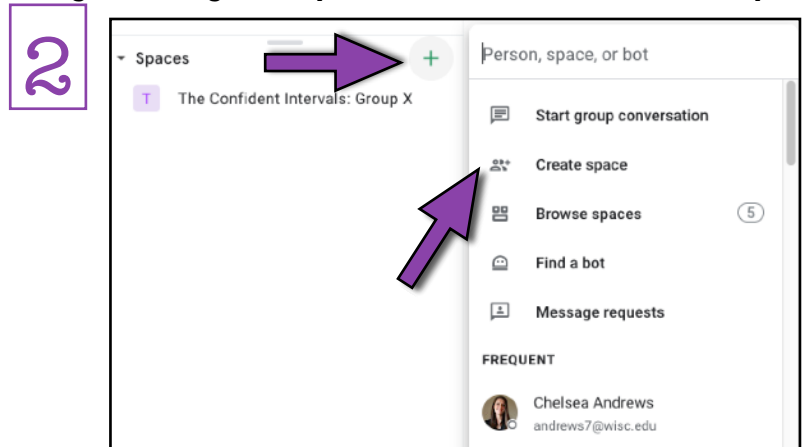 2
Spaces
+
T The Confident Intervals: Group X
Person, space, or bot
Start group conversation
Create space
Browse spaces 5
Find a bot
Message requests
FREQUENT
Chelsea Andrews
andrews7@wisc.edu